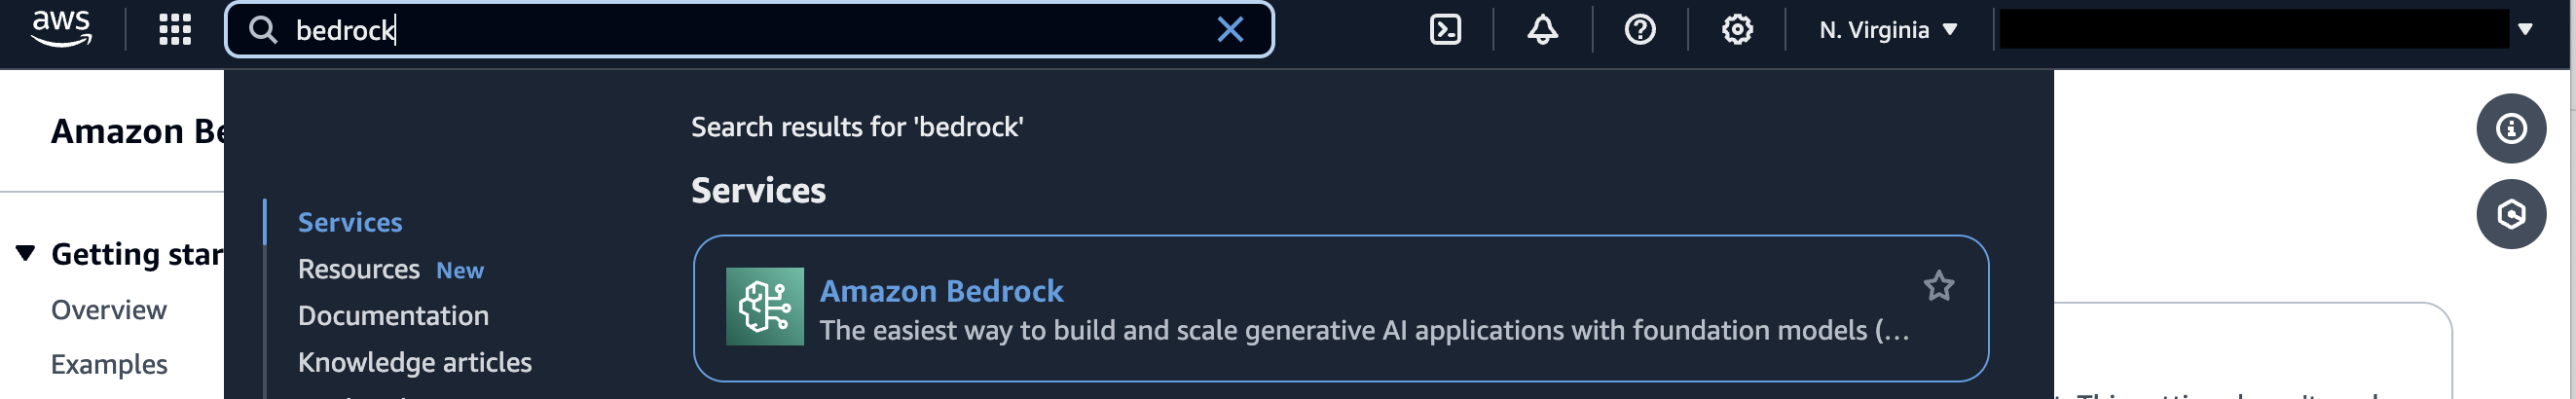 aws
bedrock
N. Virginia
Amazon Be
Search results for 'bedrock'
Services
Services
Resources New
Documentation
Knowledge articles
Getting star
Overview
Examples
Amazon Bedrock
The easiest way to build and scale generative AI applications with foundation models (...